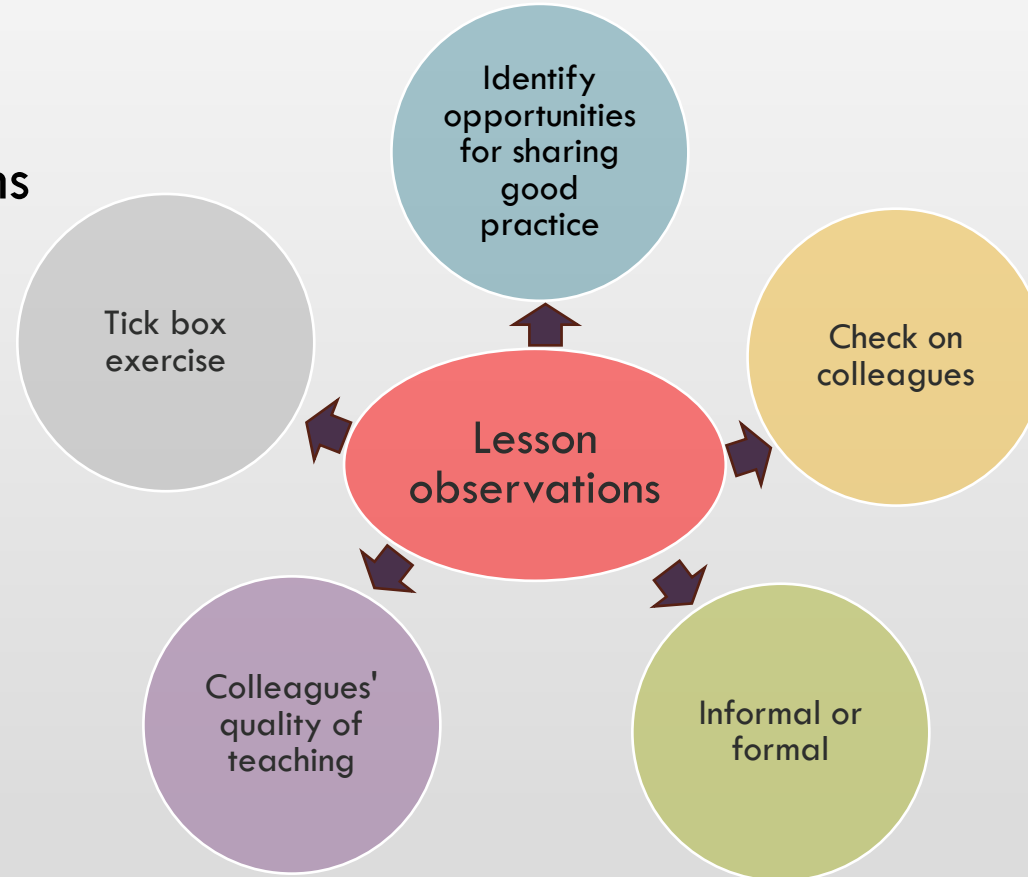 Identify
opportunities
for sharing
good
practice
Tick box
exercise
Check on
colleagues
Lesson
observations
Colleagues'
quality of
teaching
Informal or
formal